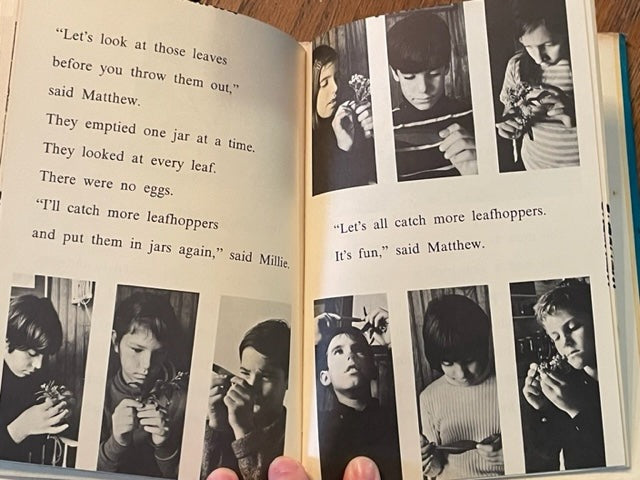 “Let’s look at those leaves
before you throw them out,”
said Matthew.
They emptied one jar at a time.
They looked at every leaf.
There were no eggs.
“I’ll catch more leafhoppers
and put them in jars again,” said Millie.
“Let’s all catch more leafhoppers.
It’s fun,” said Matthew.